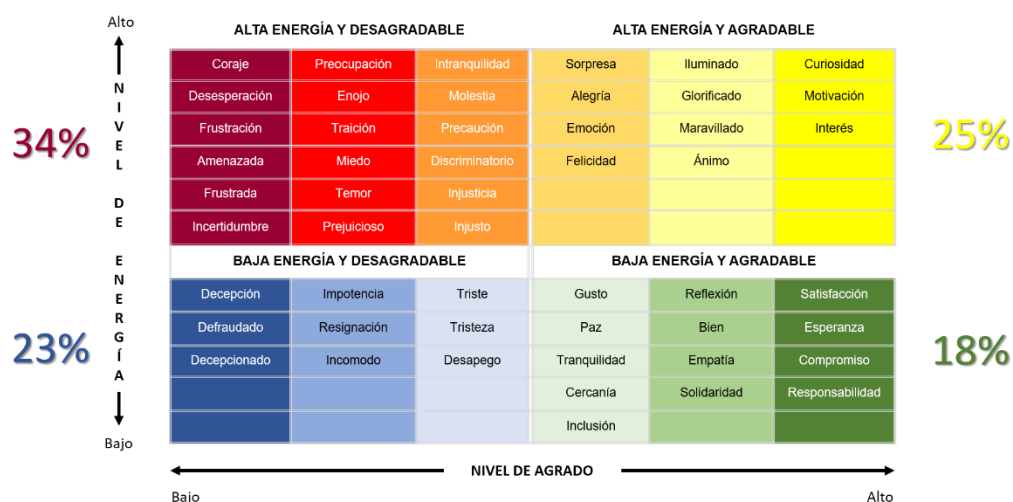 Alto
ALTA ENERGÍA Y DESAGRADABLE
ALTA ENERGÍA Y AGRADABLE
Coraje Preocupación Intranquilidad Sorpresa Iluminado Curiosidad
Desesperación Enojo Molestia Alegría Glorificado Motivación
Frustración Traición Precaución Emoción Maravillado Interés
Amenazada Miedo Discriminatorio Felicidad Ánimo
Frustrada Temor Injusticia
Incertidumbre Prejuicioso Injusto
34%
25%
NIVEL DE ENERGÍA
BAJA ENERGÍA Y DESAGRADABLE
BAJA ENERGÍA Y AGRADABLE
Decepción Impotencia Triste Gusto Reflexión Satisfacción
Defraudado Resignación Tristeza Paz Bien Esperanza
Decepcionado Incomodo Desapego Tranquilidad Empatía Compromiso
Cercanía Solidaridad Responsabilidad
Inclusión
23%
18%
Bajo
NIVEL DE AGRADO
Bajo
Alto